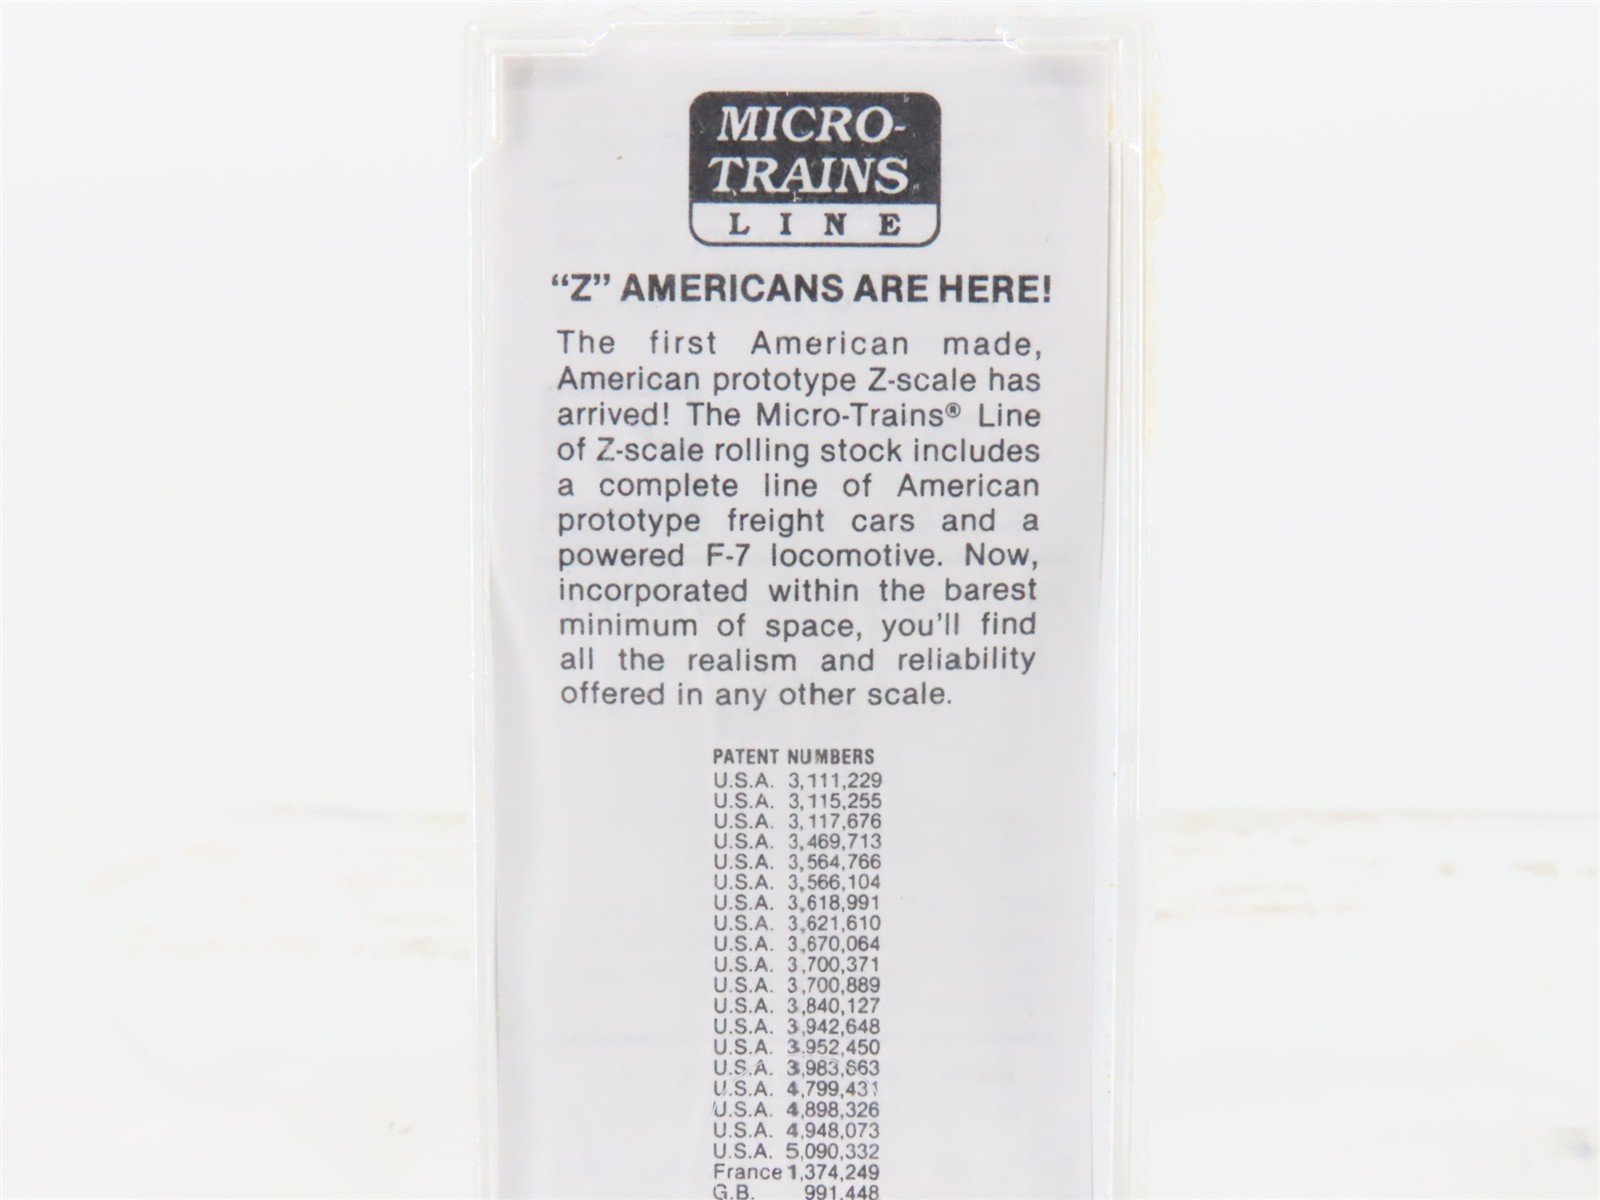 MICRO-
TRAINS
LINE
“Z” AMERICANS ARE HERE!
The first American made,
American prototype Z-scale has
arrived! The Micro-Trains® Line
of Z-scale rolling stock includes
a complete line of American
prototype freight cars and a
powered F-7 locomotive. Now,
incorporated within the barest
minimum of space, you'll find
all the realism and reliability
offered in any other scale.
PATENT NUMBERS
U.S.A. 3,111,229
U.S.A. 3,115,255
U.S.A. 3,117,676
U.S.A. 3,469,713
U.S.A. 3,564,766
U.S.A. 3,566,104
U.S.A. 3,618,991
U.S.A. 3,621,610
U.S.A. 3,670,064
U.S.A. 3,700,371
U.S.A. 3,700,889
U.S.A. 3,840,127
U.S.A. 3,942,648
U.S.A. 3,952,450
U.S.A. 3,983,663
U.S.A. 4,799,431
U.S.A. 4,898,326
U.S.A. 4,948,073
U.S.A. 5,090,332
France 1,374,249
G.B. 991,448